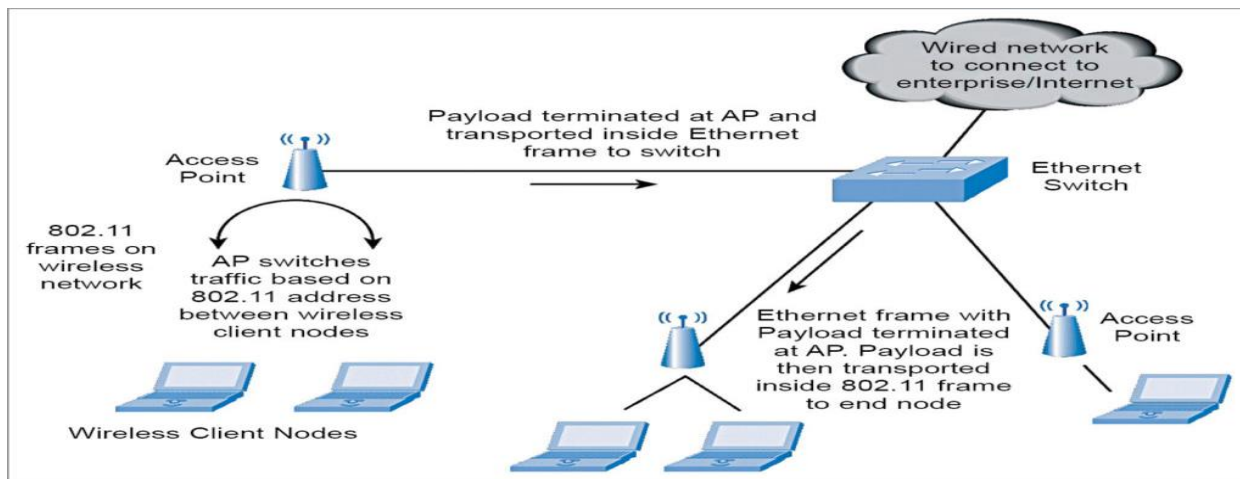 Wired network
to connect to
enterprise/Internet
Payload terminated at AP and
transported inside Ethernet
frame to switch
Access
Point
Ethernet
Switch
802.11
frames on
wireless
network
AP switches
traffic based on
802.11 address
between wireless
client nodes
Ethernet frame with
Payload terminated
at AP. Payload is
then transported
inside 802.11 frame
to end node
Access
Point
Wireless Client Nodes